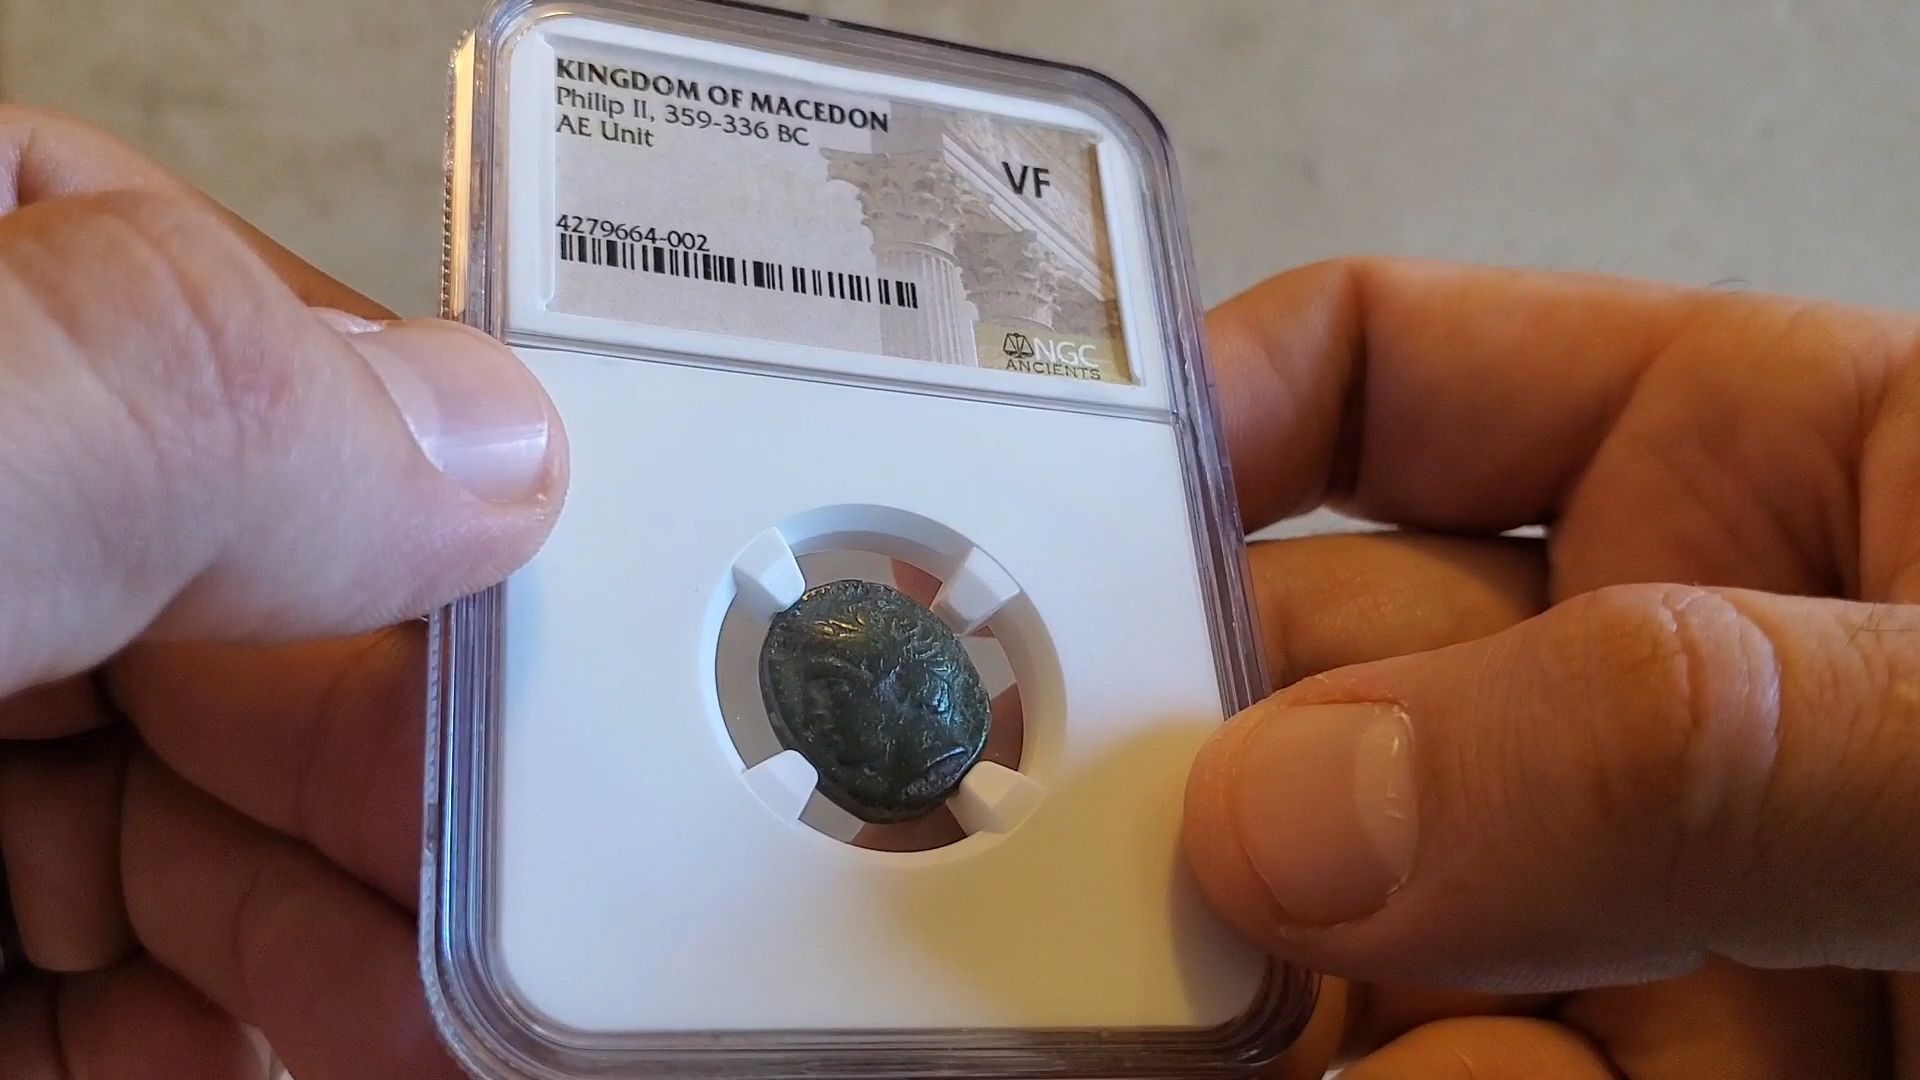 KINGDOM OF MACEDON
Philip II, 359-336 BC
AE Unit
VF
4279664-002
NGC
ANCIENTS